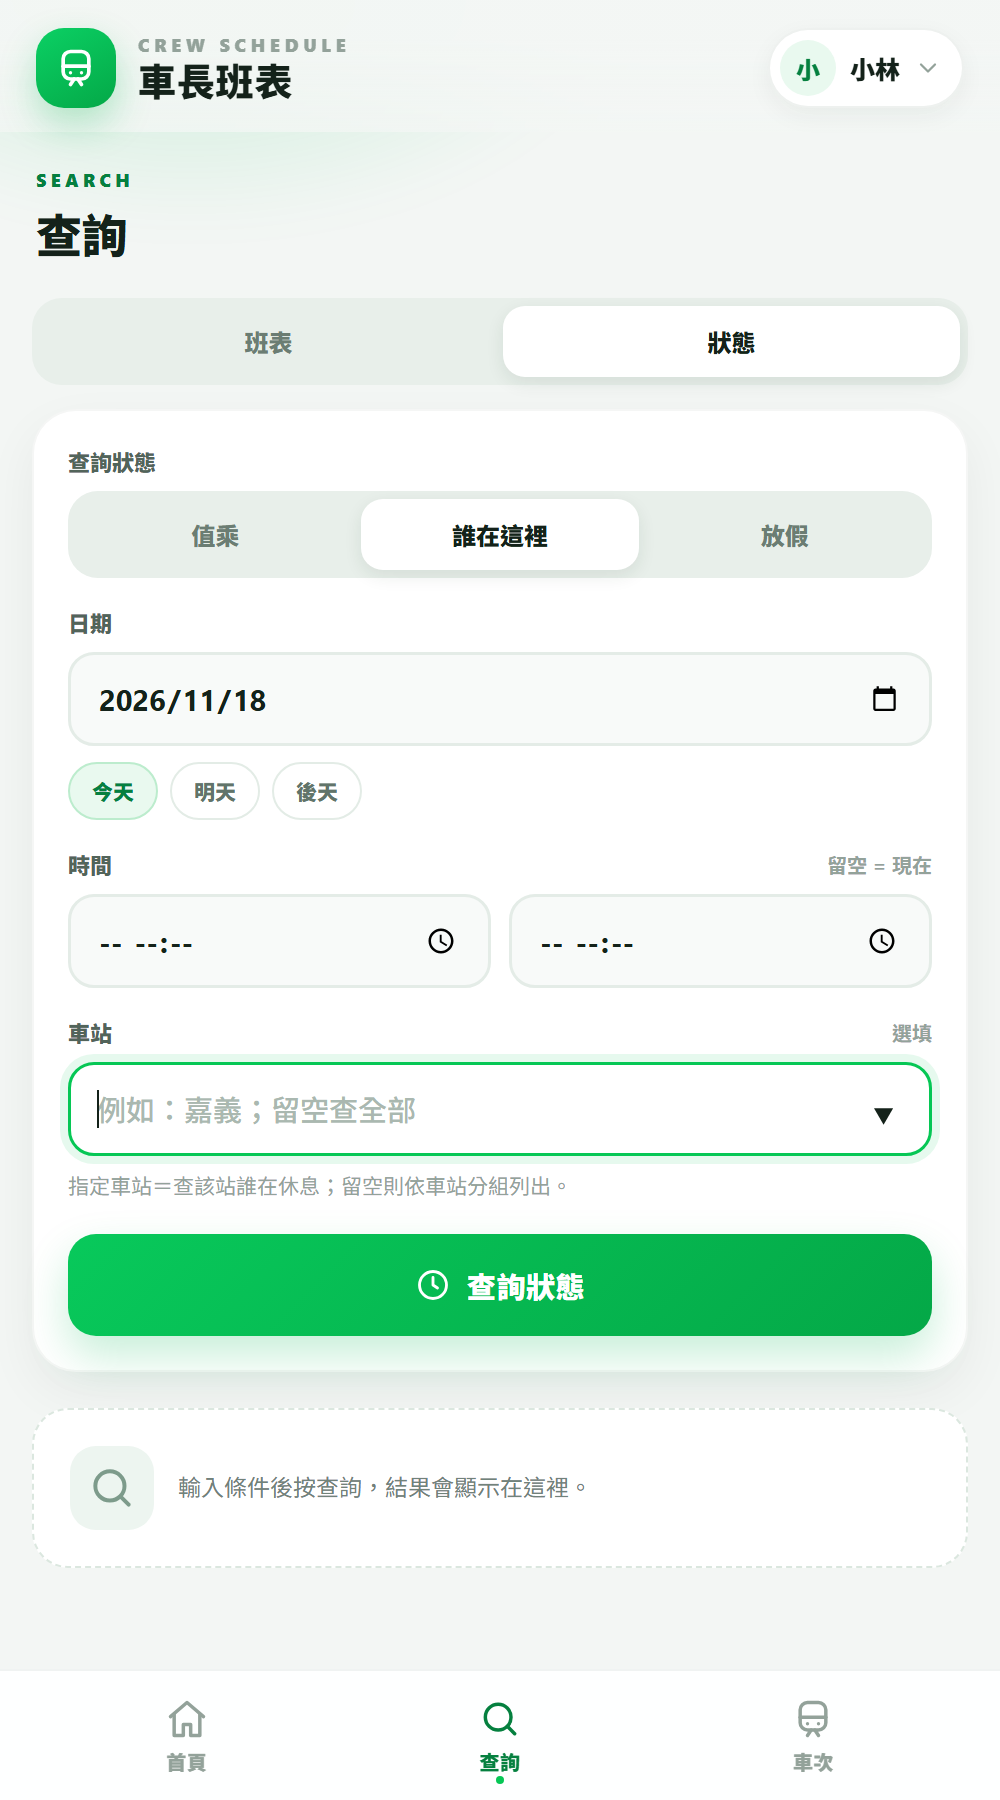 CREW SCHEDULE
車長班表
小 小林
SEARCH
查詢
班表 狀態
查詢狀態
值乘 誰在這裡 放假
日期
2026/11/18
今天 明天 後天
時間 留空 = 現在
-- --:-- -- --:--
車站 選填
例如：嘉義；留空查全部
指定車站＝查該站誰在休息；留空則依車站分組列出。
查詢狀態
輸入條件後按查詢，結果會顯示在這裡。
首頁 查詢 車次